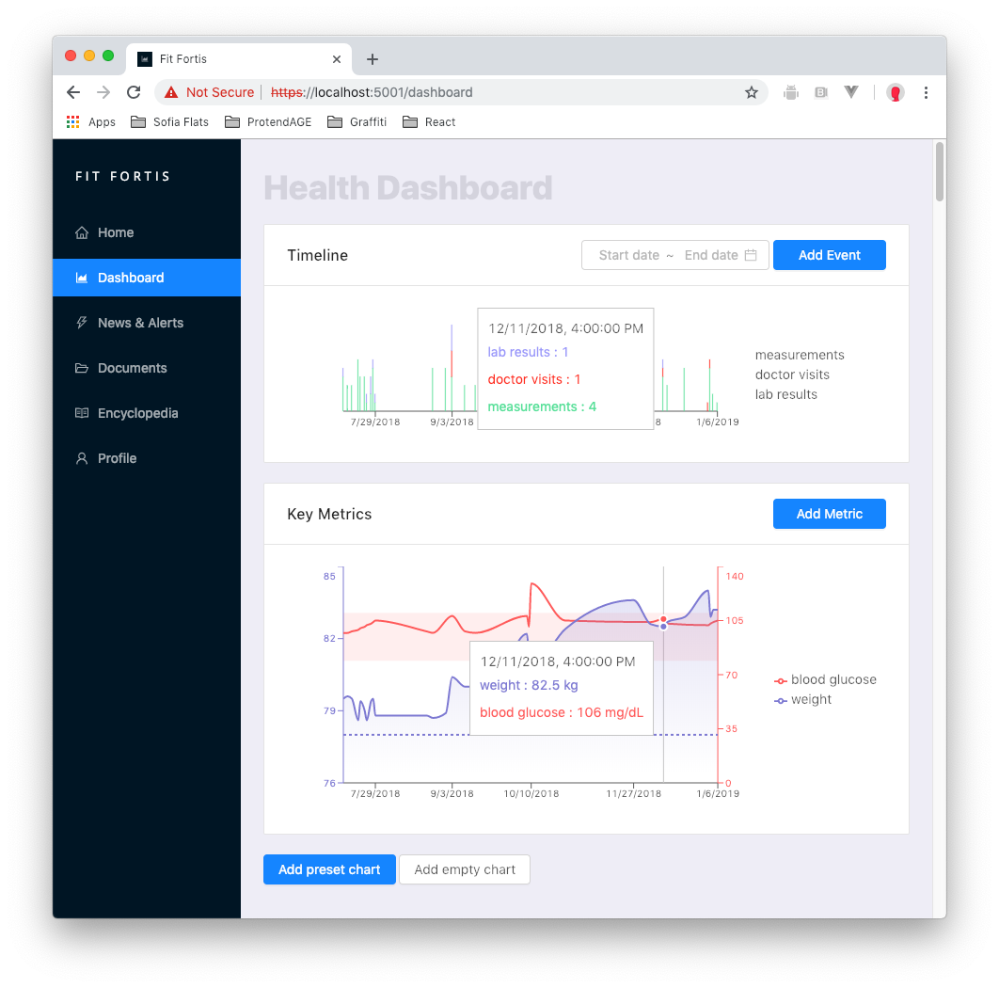 Fit Fortis
Not Secure https://localhost:5001/dashboard
Apps Sofia Flats ProtendAGE Graffiti React
FIT FORTIS
Home
Dashboard
News & Alerts
Documents
Encyclopedia
Profile
Health Dashboard
Timeline Start date ~ End date Add Event
12/11/2018, 4:00:00 PM
lab results : 1
doctor visits : 1
measurements : 4
measurements
doctor visits
lab results
7/29/2018 9/3/2018 8 1/6/2019
Key Metrics Add Metric
85 140
105
82
12/11/2018, 4:00:00 PM
weight : 82.5 kg
blood glucose : 106 mg/dL
70
blood glucose
weight
79
35
76 0
7/29/2018 9/3/2018 10/10/2018 11/27/2018 1/6/2019
Add preset chart Add empty chart